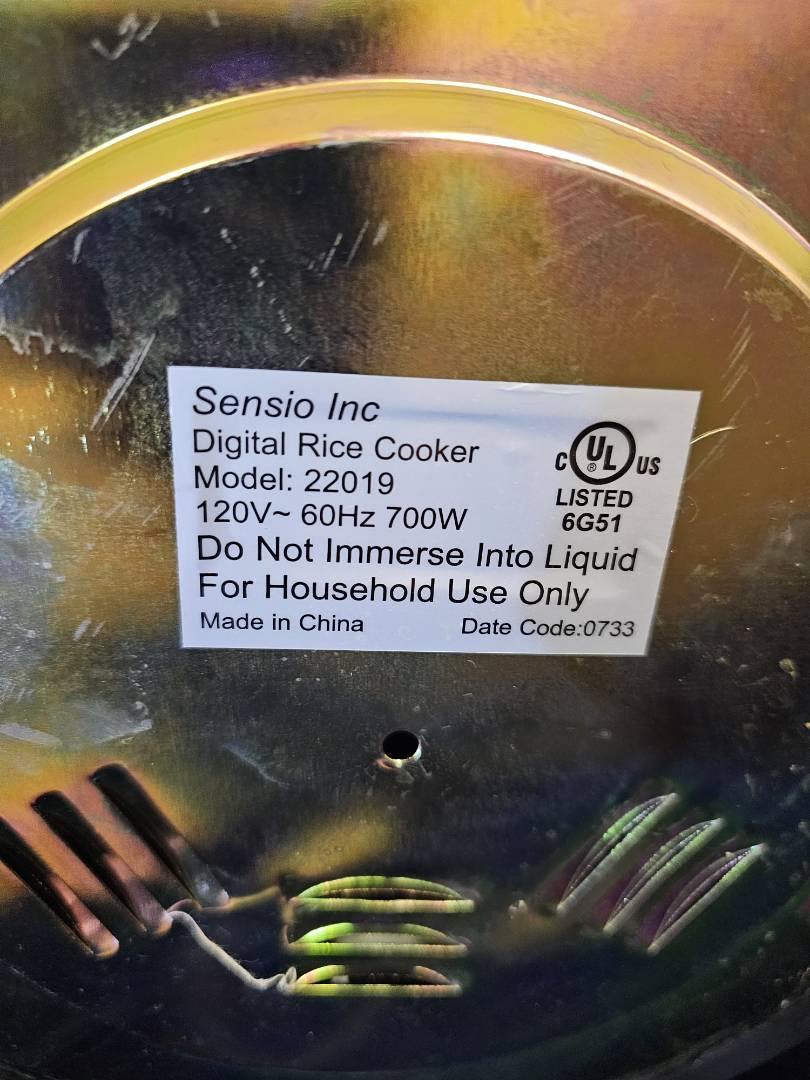 Sensio Inc
Digital Rice Cooker
Model: 22019
120V~ 60Hz 700W
C UL ® US
LISTED
6G51
Do Not Immerse Into Liquid
For Household Use Only
Made in China
Date Code:0733